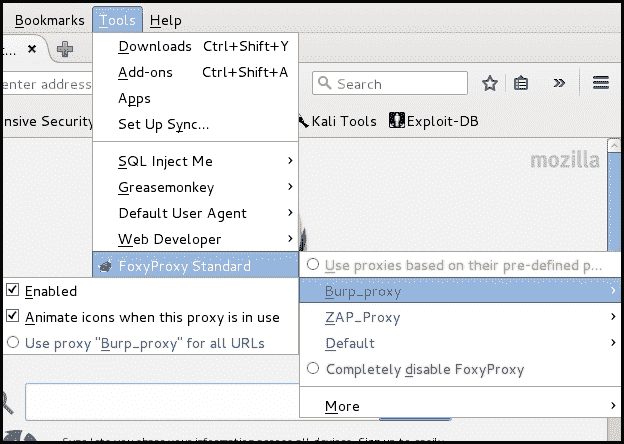 Bookmarks Tools Help
...
enter address Search
nsive Security Kali Tools Exploit-DB
Downloads Ctrl+Shift+Y
Add-ons Ctrl+Shift+A
Apps
Set Up Sync...
mozilla
SQL Inject Me
Greasemonkey
Default User Agent
Web Developer
FoxyProxy Standard
Use proxies based on their pre-defined p...
Burp_proxy
ZAP_Proxy
Default
Completely disable FoxyProxy
More
Enabled
Animate icons when this proxy is in use
Use proxy "Burp_proxy" for all URLs